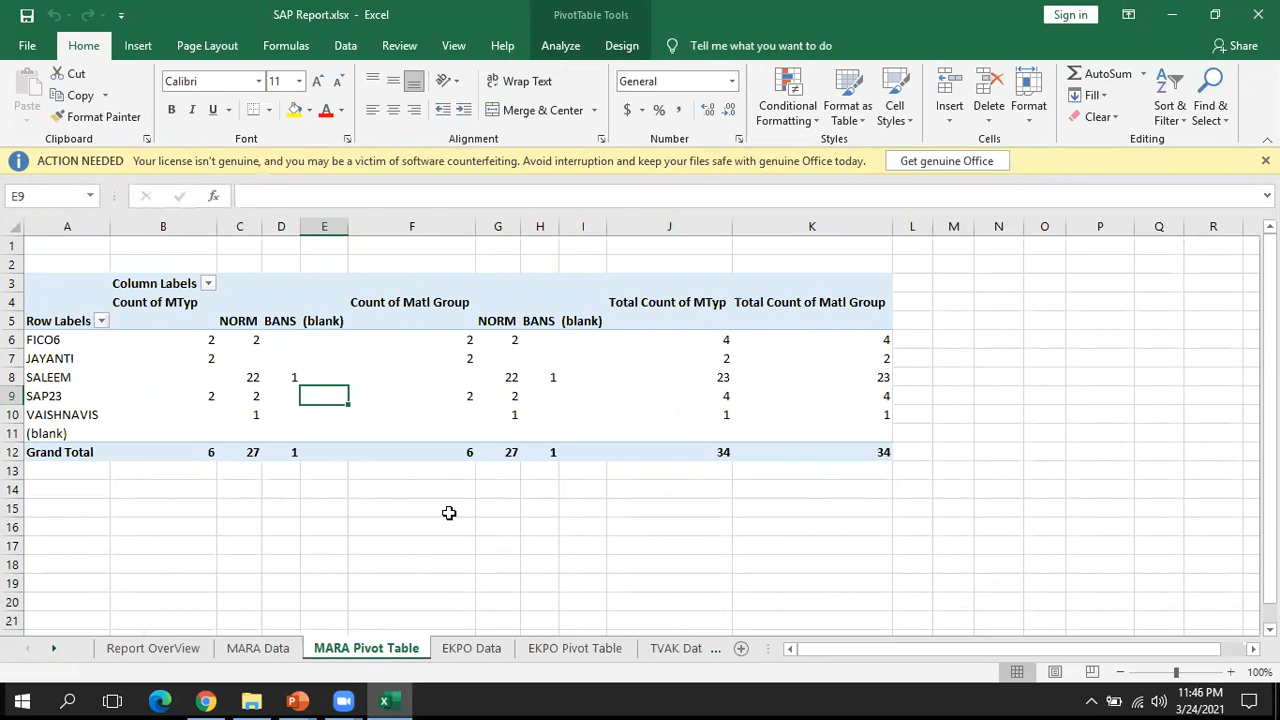 SAP Report.xlsx - Excel
PivotTable Tools
Sign in
File Home Insert Page Layout Formulas Data Review View Help Analyze Design Tell me what you want to do Share
Paste
Cut
Copy
Format Painter
Clipboard
Calibri 11
B I U
Font
Wrap Text
Merge & Center
Alignment
General
$ % ,
Number
Conditional Formatting
Format as Table
Cell Styles
Styles
Insert Delete Format
Cells
AutoSum
Fill
Clear
Sort & Filter
Find & Select
Editing
ACTION NEEDED Your license isn't genuine, and you may be a victim of software counterfeiting. Avoid interruption and keep your files safe with genuine Office today. Get genuine Office
E9 fx
A B C D E F G H I J K L M N O P Q R
1
2
3 Column Labels
4 Count of MTyp Count of Matl Group Total Count of MTyp Total Count of Matl Group
5 Row Labels NORM BANS (blank) NORM BANS (blank)
6 FICO6 2 2 2 2 4 4
7 JAYANTI 2 2 2 2
8 SALEEM 22 1 22 1 23 23
9 SAP23 2 2 2 2 4 4
10 VAISHNAVIS 1 1 1 1
11 (blank)
12 Grand Total 6 27 1 6 27 1 34 34
13
14
15
16
17
18
19
20
21
Report OverView MARA Data MARA Pivot Table EKPO Data EKPO Pivot Table TVAK Dat ...
100%
11:46 PM
3/24/2021